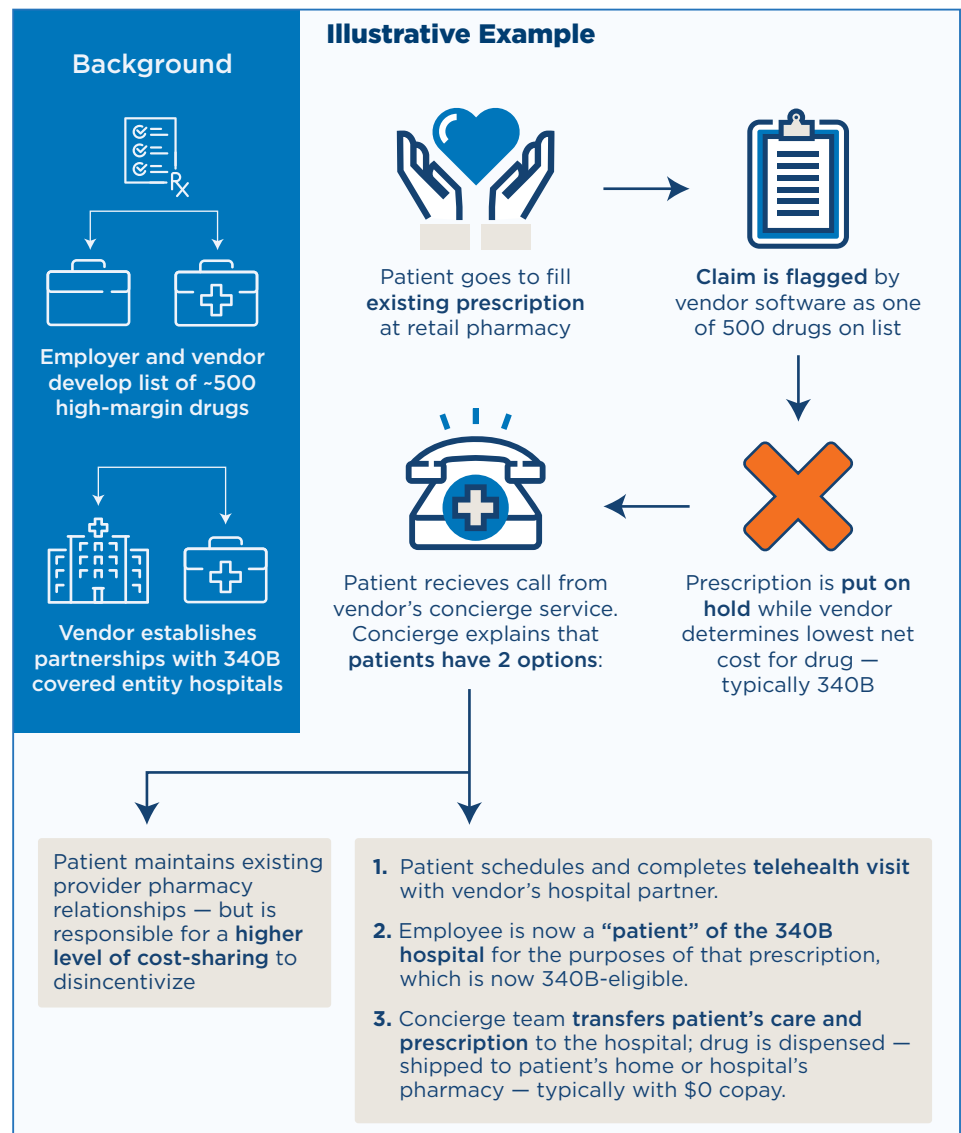 Background
Rx
Employer and vendor
develop list of ~500
high-margin drugs
Vendor establishes
partnerships with 340B
covered entity hospitals
Illustrative Example
Patient goes to fill
existing prescription
at retail pharmacy
Claim is flagged by
vendor software as one
of 500 drugs on list
Prescription is put on
hold while vendor
determines lowest net
cost for drug —
typically 340B
Patient recieves call from
vendor’s concierge service.
Concierge explains that
patients have 2 options:
Patient maintains existing
provider pharmacy
relationships — but is
responsible for a higher
level of cost-sharing to
disincentivize
1. Patient schedules and completes telehealth visit
with vendor’s hospital partner.
2. Employee is now a “patient” of the 340B
hospital for the purposes of that prescription,
which is now 340B-eligible.
3. Concierge team transfers patient’s care and
prescription to the hospital; drug is dispensed —
shipped to patient’s home or hospital’s
pharmacy — typically with $0 copay.